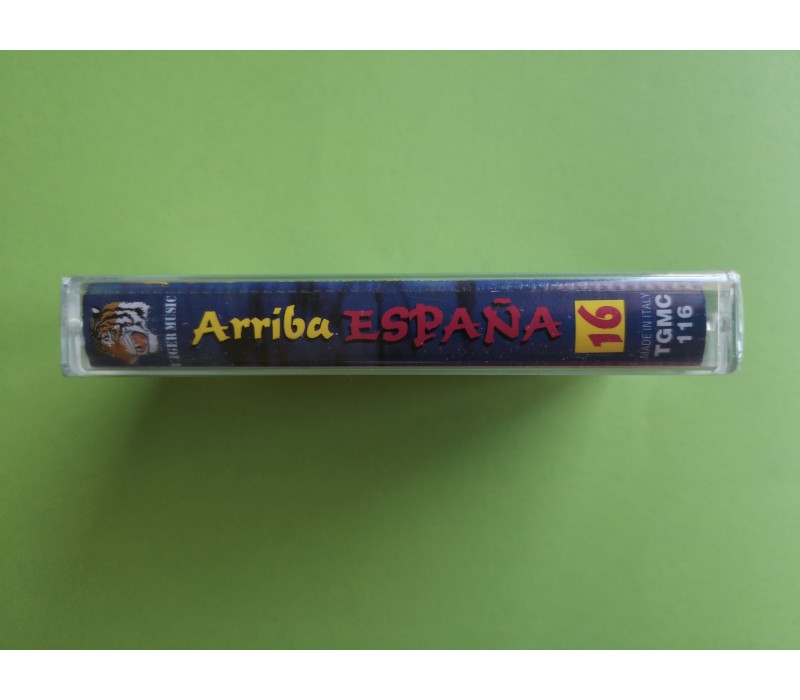 TIGER MUSIC
Arriba ESPAÑA
16
MADE IN ITALY
TGMC
116